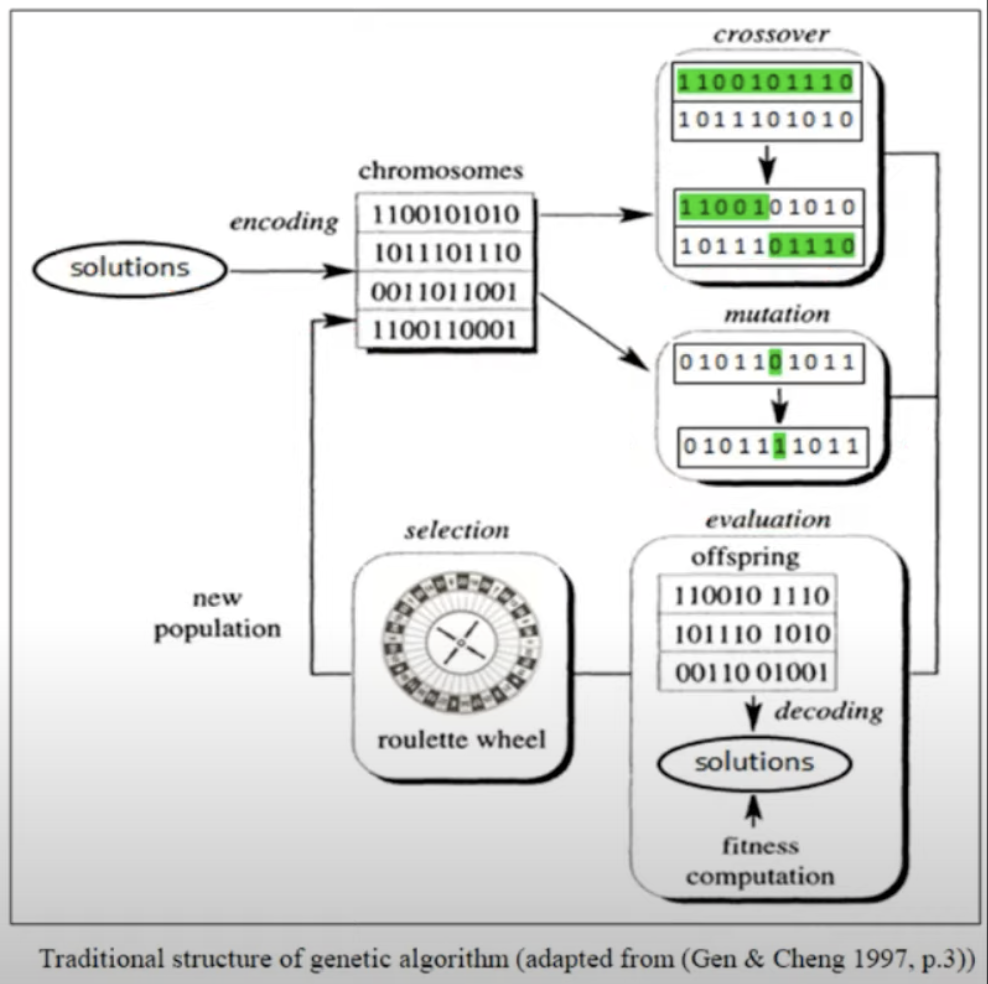 crossover
1100101110
1011101010
1100101010
1011101110
chromosomes
1100101010
1011101110
0011011001
1100110001
encoding
solutions
mutation
0101101011
0101111011
evaluation
offspring
110010 1110
101110 1010
00110 01001
decoding
solutions
fitness
computation
selection
roulette wheel
new
population
Traditional structure of genetic algorithm (adapted from (Gen & Cheng 1997, p.3))